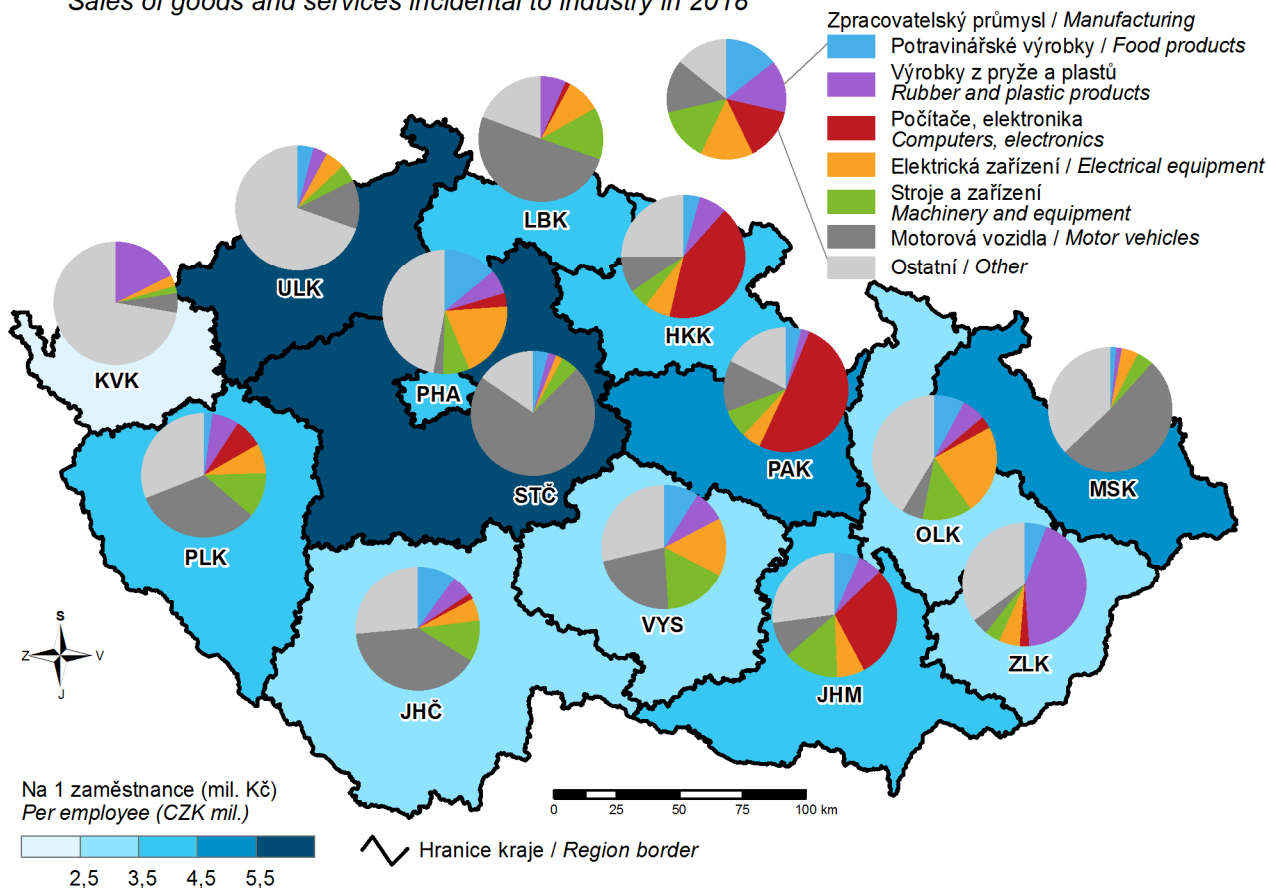 Sales of goods and services incidental to industry in 2018
Zpracovatelský průmysl / Manufacturing
Potravinářské výrobky / Food products
Výrobky z pryže a plastů
Rubber and plastic products
Počítače, elektronika
Computers, electronics
Elektrická zařízení / Electrical equipment
Stroje a zařízení
Machinery and equipment
Motorová vozidla / Motor vehicles
Ostatní / Other
LBK
ULK
HKK
KVK
PHA
PAK
MSK
STČ
OLK
PLK
VYS
ZLK
JHM
JHČ
S
Z
V
J
Na 1 zaměstnance (mil. Kč)
Per employee (CZK mil.)
2,5 3,5 4,5 5,5
Hranice kraje / Region border
0 25 50 75 100 km